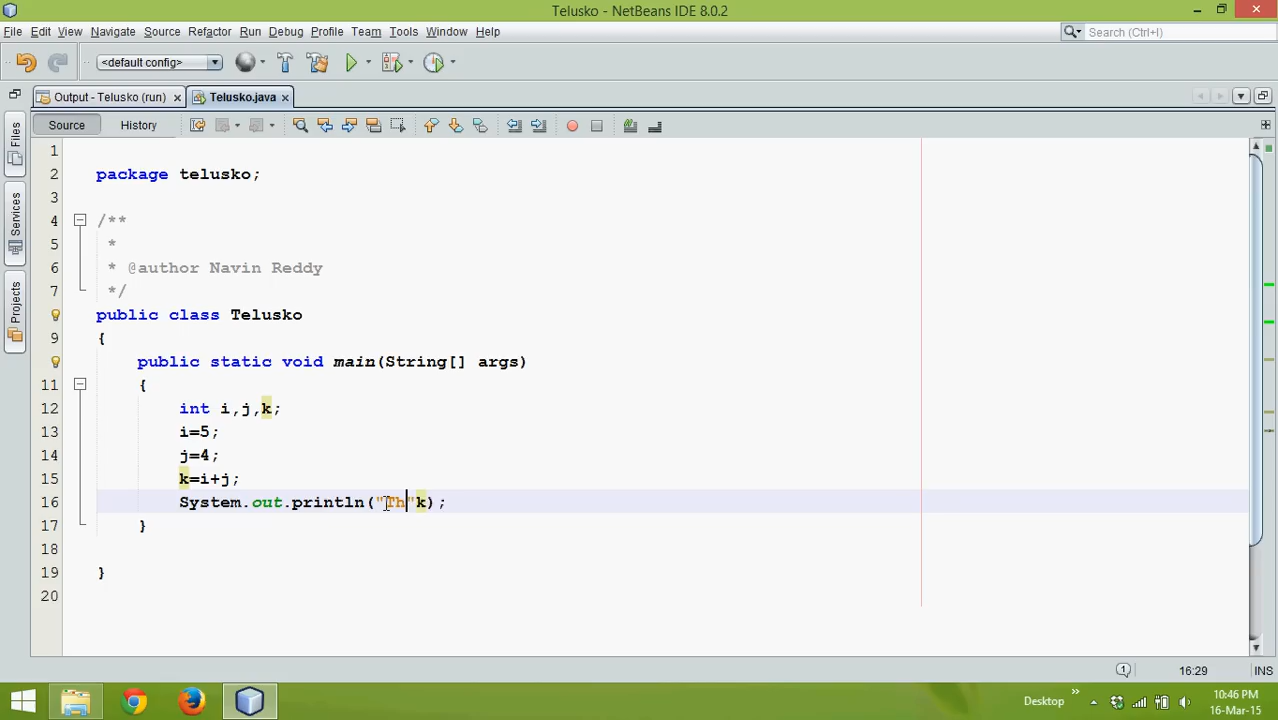 Telusko - NetBeans IDE 8.0.2
File Edit View Navigate Source Refactor Run Debug Profile Team Tools Window Help
Search (Ctrl+I)
<default config>
Output - Telusko (run) Telusko.java
Source History
Files
Services
Projects
1
2 package telusko;
3
4 /**
5 *
6 * @author Navin Reddy
7 */
public class Telusko
9 {
public static void main(String[] args)
11 {
12 int i,j,k;
13 i=5;
14 j=4;
15 k=i+j;
16 System.out.println("Th"k);
17 }
18
19 }
20
1
16:29 INS
Desktop
10:46 PM
16-Mar-15